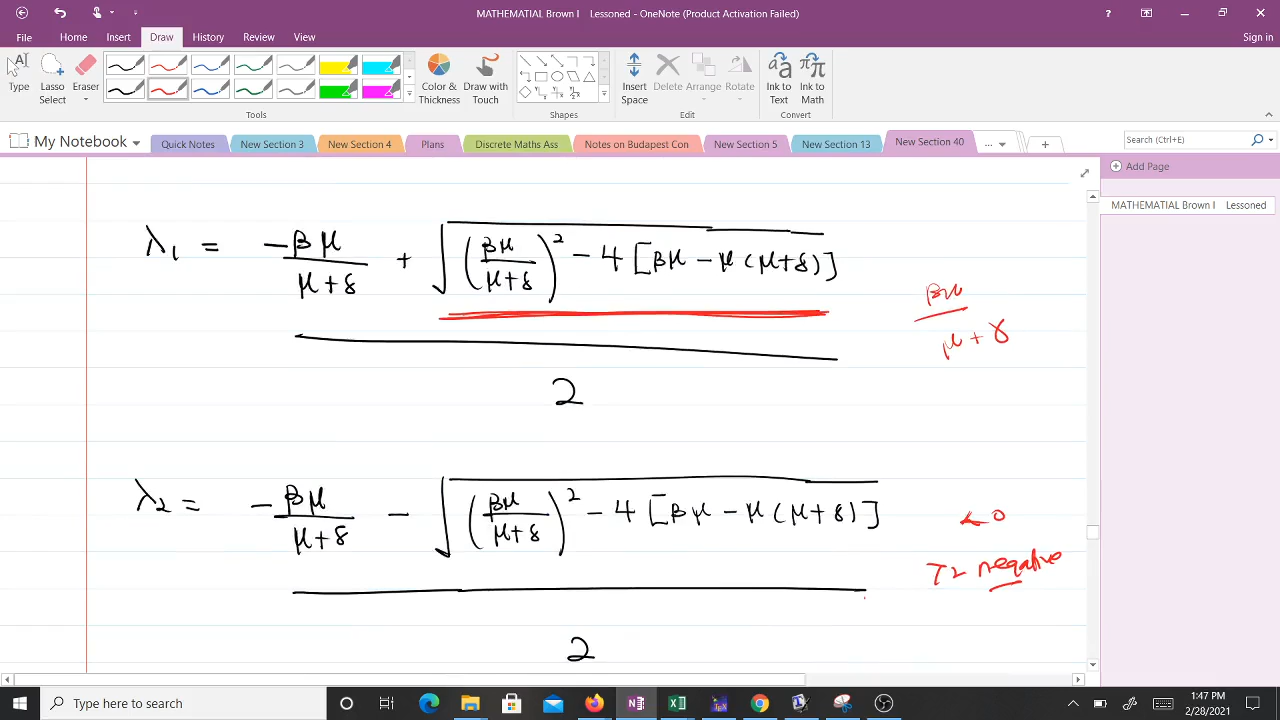 MATHEMATIAL Brown I Lessoned - OneNote (Product Activation Failed)
File Home Insert Draw History Review View Sign in
Type Lasso Select Eraser Color & Thickness Draw with Touch Insert Space Delete Arrange Rotate Ink to Text Ink to Math
Tools Shapes Edit Convert
My Notebook Quick Notes New Section 3 New Section 4 Plans Discrete Maths Ass Notes on Budapest Con New Section 5 New Section 13 New Section 40 ... Search (Ctrl+E)
Add Page
MATHEMATIAL Brown I Lessoned
λ1 = (-βμ/(μ+γ) + √((βμ/(μ+γ))² - 4[βμ - μ(μ+γ)])) / 2
βμ/(μ+γ)
λ2 = (-βμ/(μ+γ) - √((βμ/(μ+γ))² - 4[βμ - μ(μ+γ)])) / 2
< 0
λ2 negative
Type here to search
1:47 PM
2/28/2021